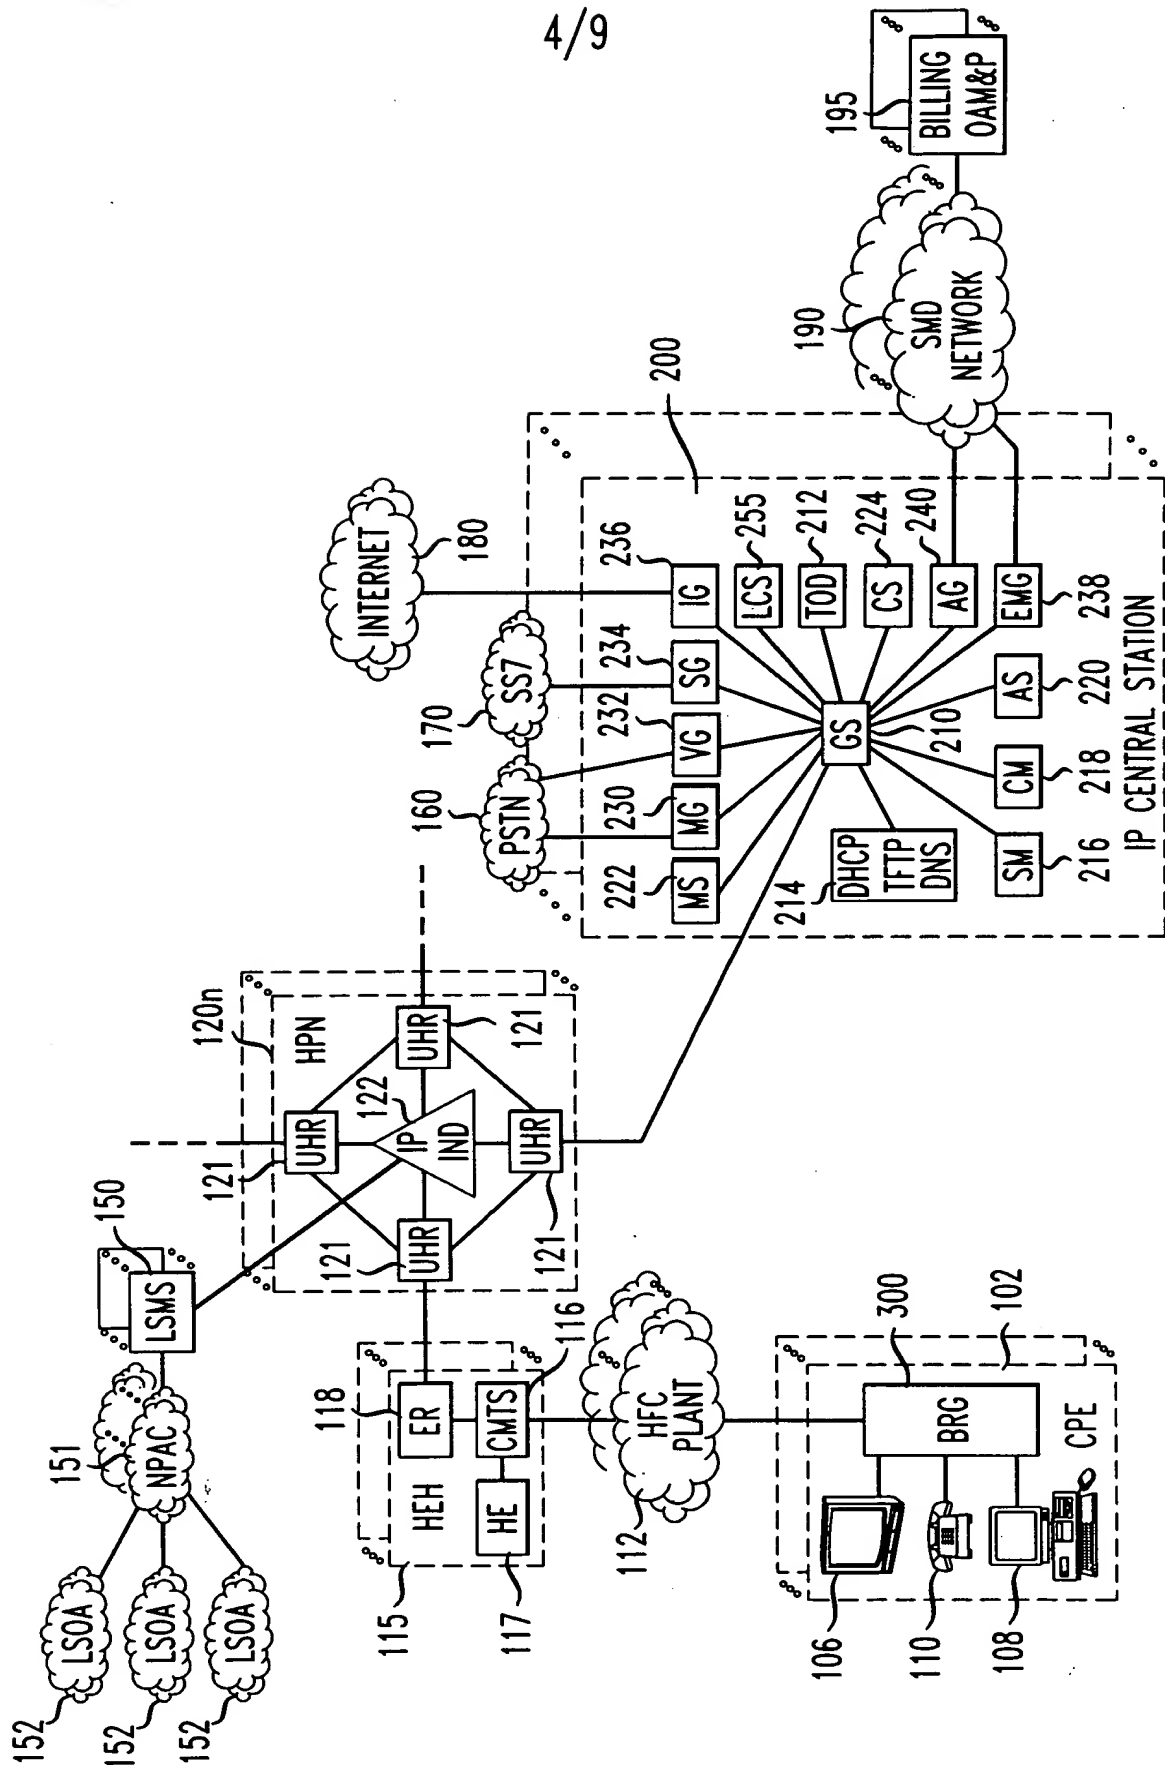 4/9
152
LSOA
152
LSOA
152
LSOA
151
NPAC
150
LSMS
120n
HPN
121
UHR
121
UHR
122
IP
IND
UHR
121
UHR
121
115
HEH
118
ER
CMTS
116
HE
117
112
HFC
PLANT
300
102
BRG
CPE
106
110
108
160
PSTN
170
SS7
INTERNET
180
200
222
MS
230
MG
232
VG
234
SG
236
IG
LCS
255
TOD
212
CS
224
AG
240
EMG
238
GS
210
214
DHCP
TFTP
DNS
SM
216
CM
218
AS
220
IP CENTRAL STATION
190
SMD
NETWORK
195
BILLING
OAM&P